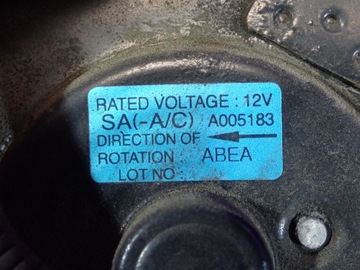 RATED VOLTAGE : 12V
SA(-A/C) A005183
DIRECTION OF
ROTATION : ABEA
LOT NO